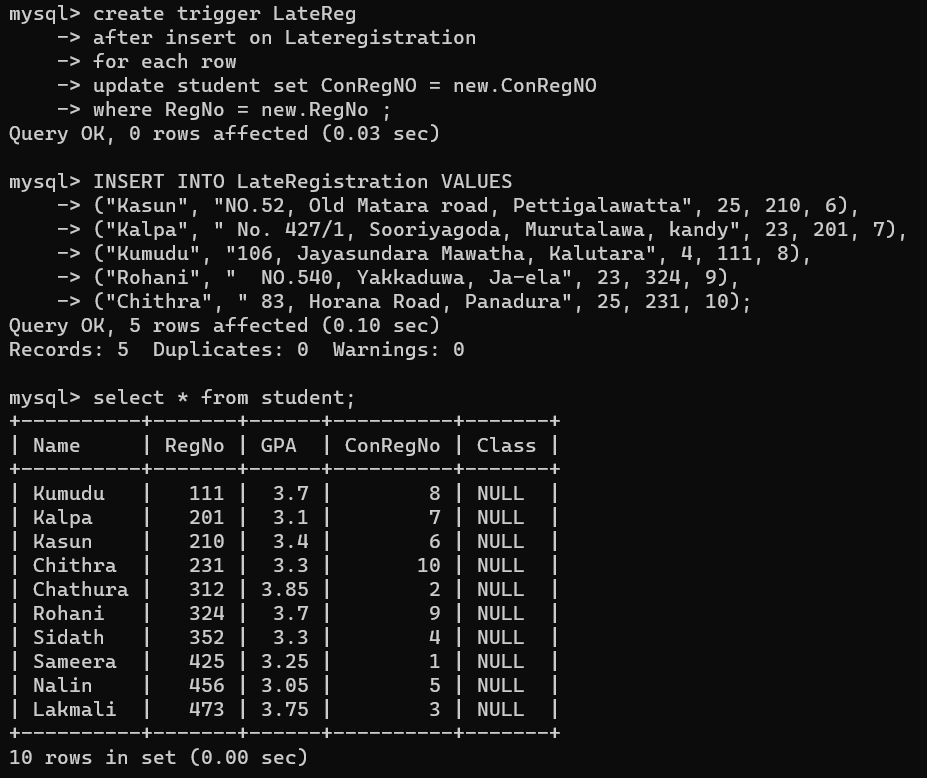 mysql> create trigger LateReg
    -> after insert on Lateregistration
    -> for each row
    -> update student set ConRegNO = new.ConRegNO
    -> where RegNo = new.RegNo ;
Query OK, 0 rows affected (0.03 sec)

mysql> INSERT INTO LateRegistration VALUES
    -> ("Kasun", "NO.52, Old Matara road, Pettigalawatta", 25, 210, 6),
    -> ("Kalpa", " No. 427/1, Sooriyagoda, Murutalawa, kandy", 23, 201, 7),
    -> ("Kumudu", "106, Jayasundara Mawatha, Kalutara", 4, 111, 8),
    -> ("Rohani", "  NO.540, Yakkaduwa, Ja-ela", 23, 324, 9),
    -> ("Chithra", " 83, Horana Road, Panadura", 25, 231, 10);
Query OK, 5 rows affected (0.10 sec)
Records: 5  Duplicates: 0  Warnings: 0

mysql> select * from student;
+----------+-------+------+----------+-------+
| Name     | RegNo | GPA  | ConRegNo | Class |
+----------+-------+------+----------+-------+
| Kumudu   |   111 |  3.7 |        8 | NULL  |
| Kalpa    |   201 |  3.1 |        7 | NULL  |
| Kasun    |   210 |  3.4 |        6 | NULL  |
| Chithra  |   231 |  3.3 |       10 | NULL  |
| Chathura |   312 | 3.85 |        2 | NULL  |
| Rohani   |   324 |  3.7 |        9 | NULL  |
| Sidath   |   352 |  3.3 |        4 | NULL  |
| Sameera  |   425 | 3.25 |        1 | NULL  |
| Nalin    |   456 | 3.05 |        5 | NULL  |
| Lakmali  |   473 | 3.75 |        3 | NULL  |
+----------+-------+------+----------+-------+
10 rows in set (0.00 sec)